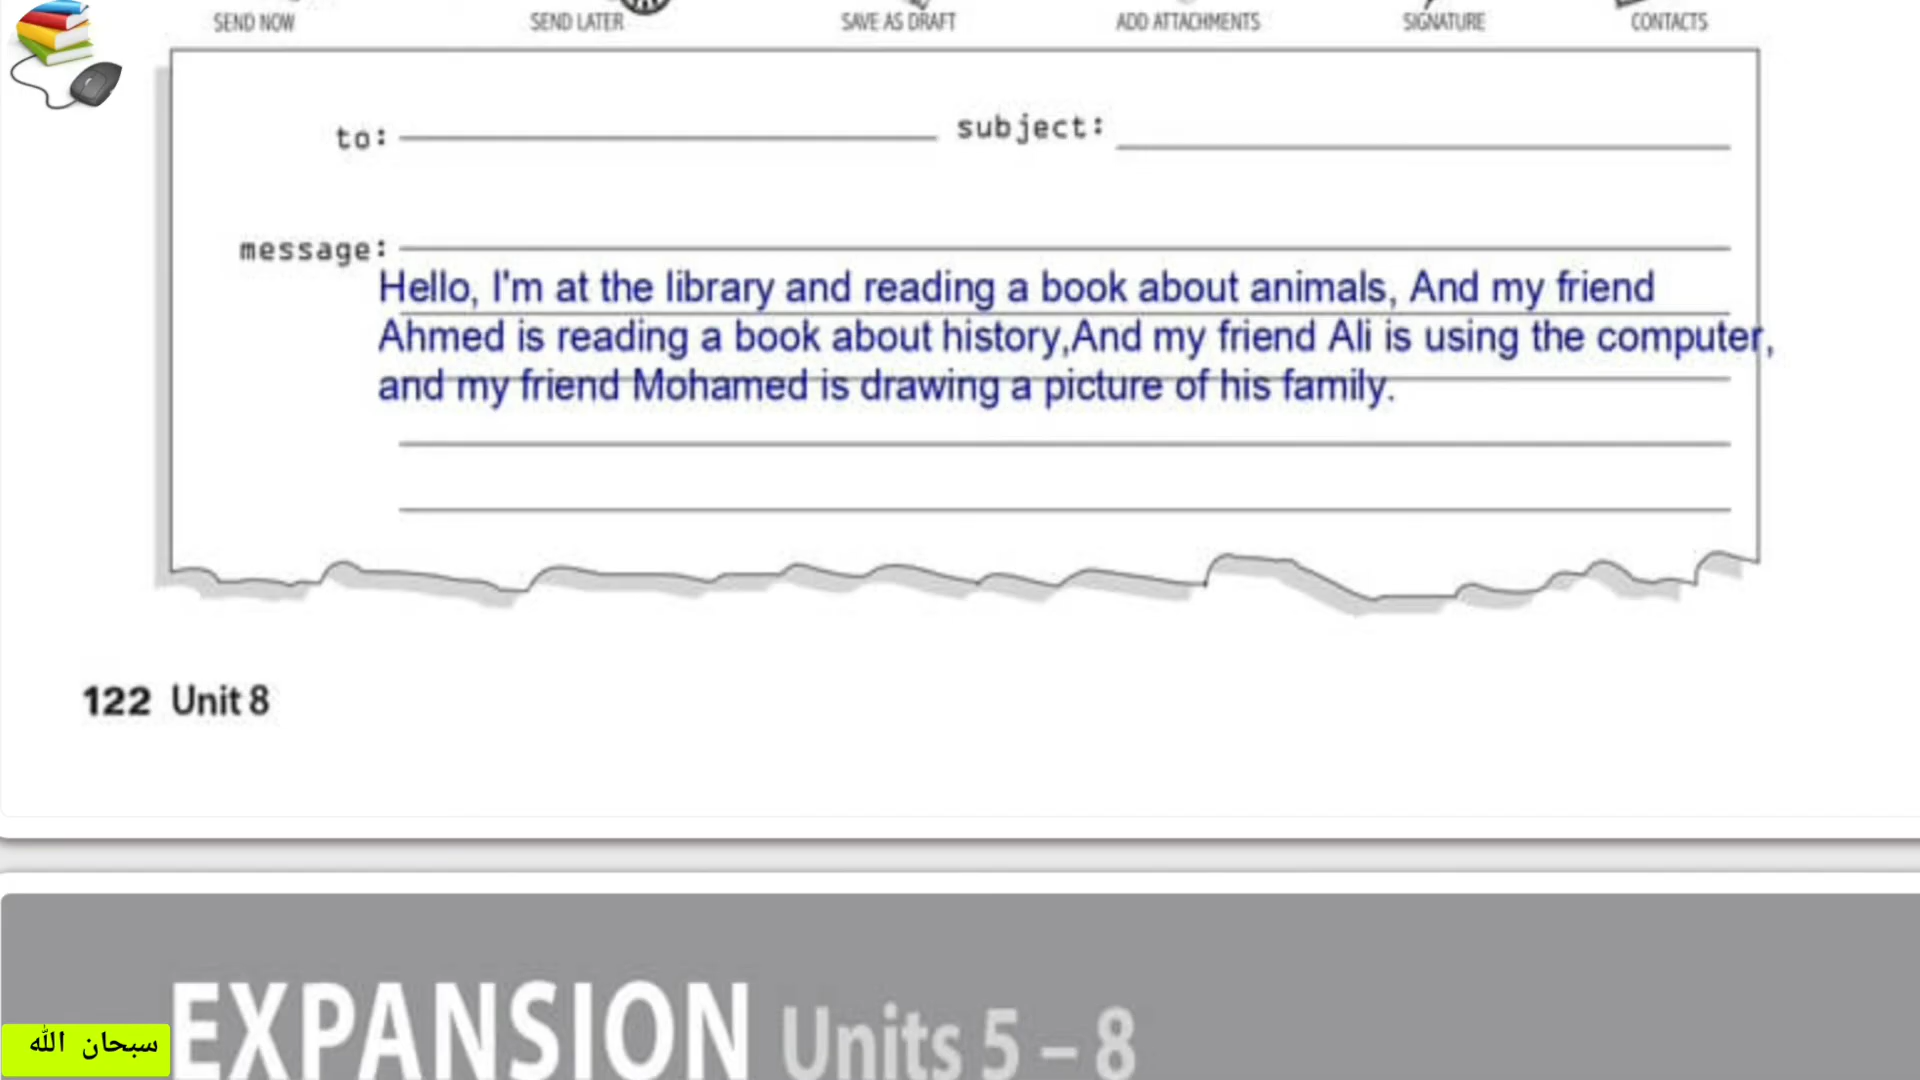 SEND NOW SEND LATER SAVE AS DRAFT ADD ATTACHMENTS SIGNATURE CONTACTS
to: subject:
message:
Hello, I'm at the library and reading a book about animals, And my friend
Ahmed is reading a book about history,And my friend Ali is using the computer,
and my friend Mohamed is drawing a picture of his family.
122 Unit 8
EXPANSION Units 5 – 8
سبحان الله